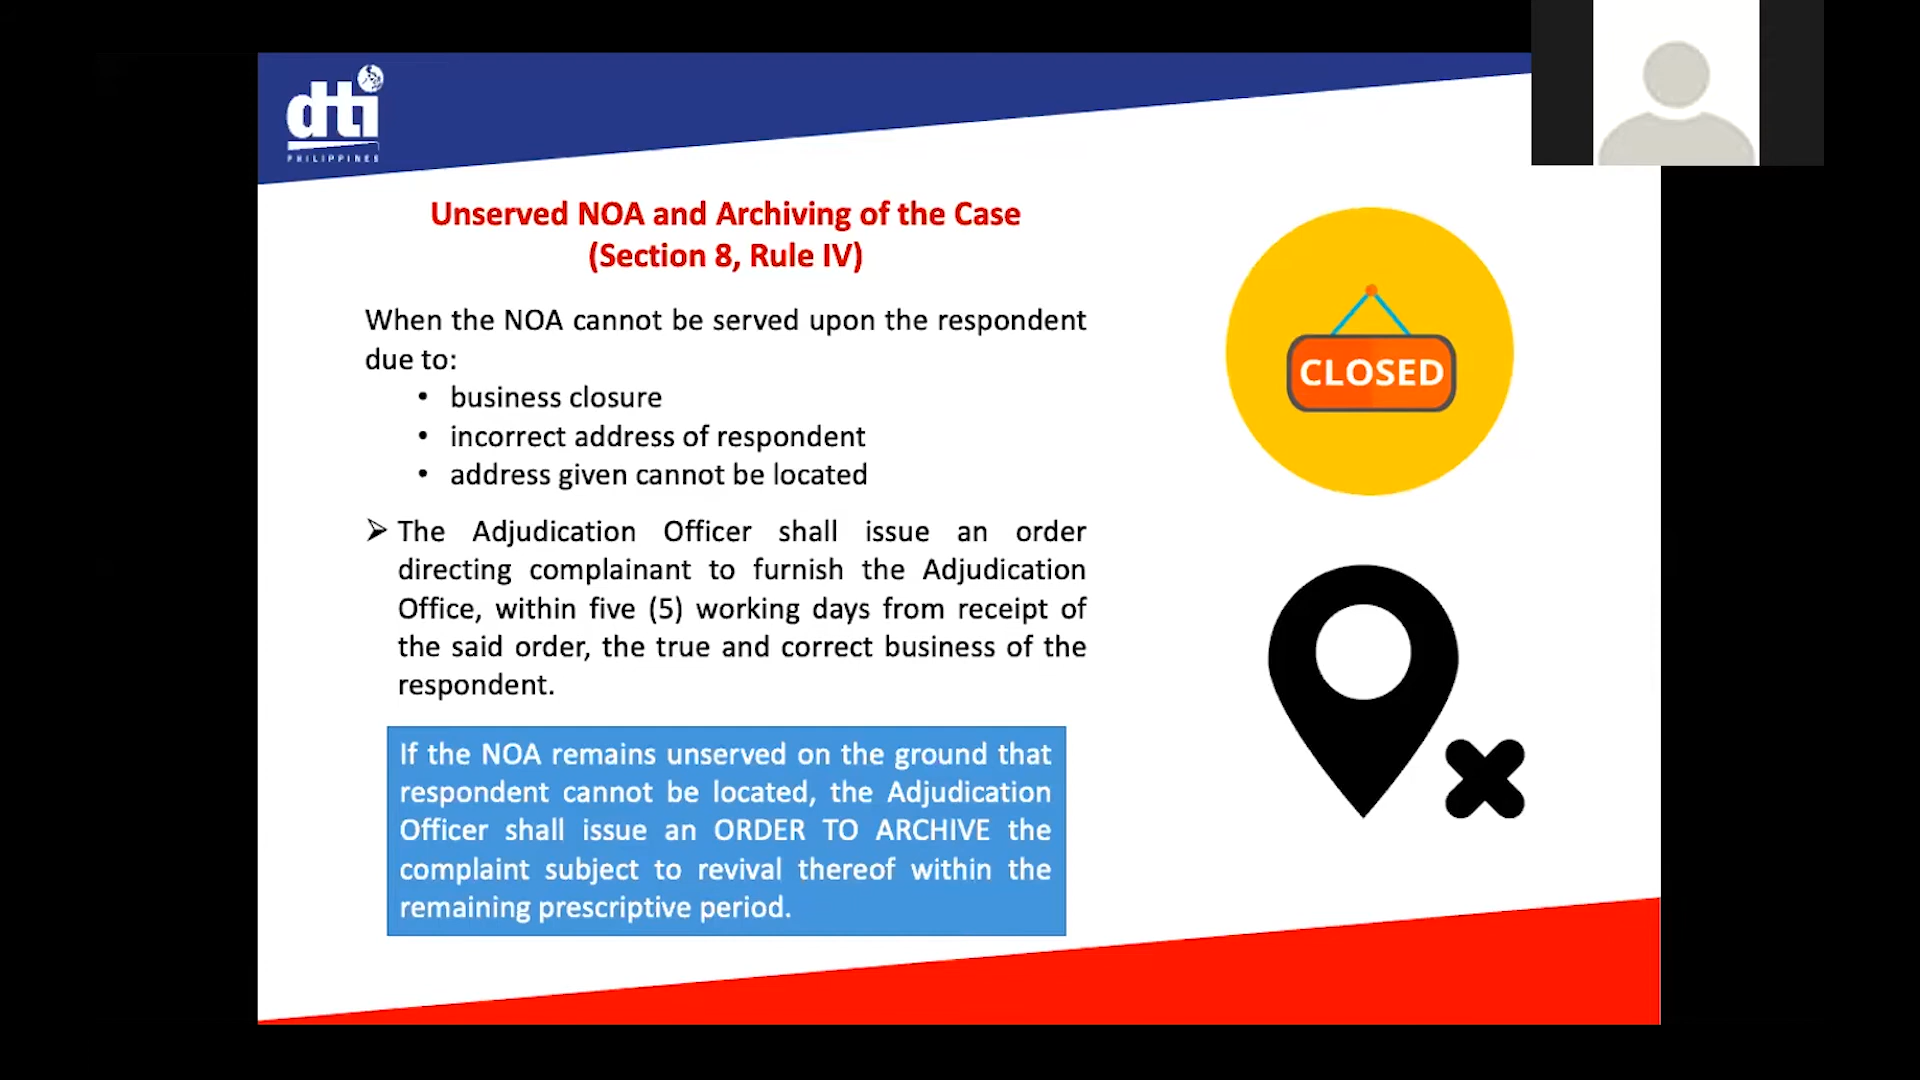 dti
PHILIPPINES
Unserved NOA and Archiving of the Case
(Section 8, Rule IV)
When the NOA cannot be served upon the respondent
due to:
• business closure
• incorrect address of respondent
• address given cannot be located
➢ The Adjudication Officer shall issue an order
directing complainant to furnish the Adjudication
Office, within five (5) working days from receipt of
the said order, the true and correct business of the
respondent.
If the NOA remains unserved on the ground that
respondent cannot be located, the Adjudication
Officer shall issue an ORDER TO ARCHIVE the
complaint subject to revival thereof within the
remaining prescriptive period.
CLOSED